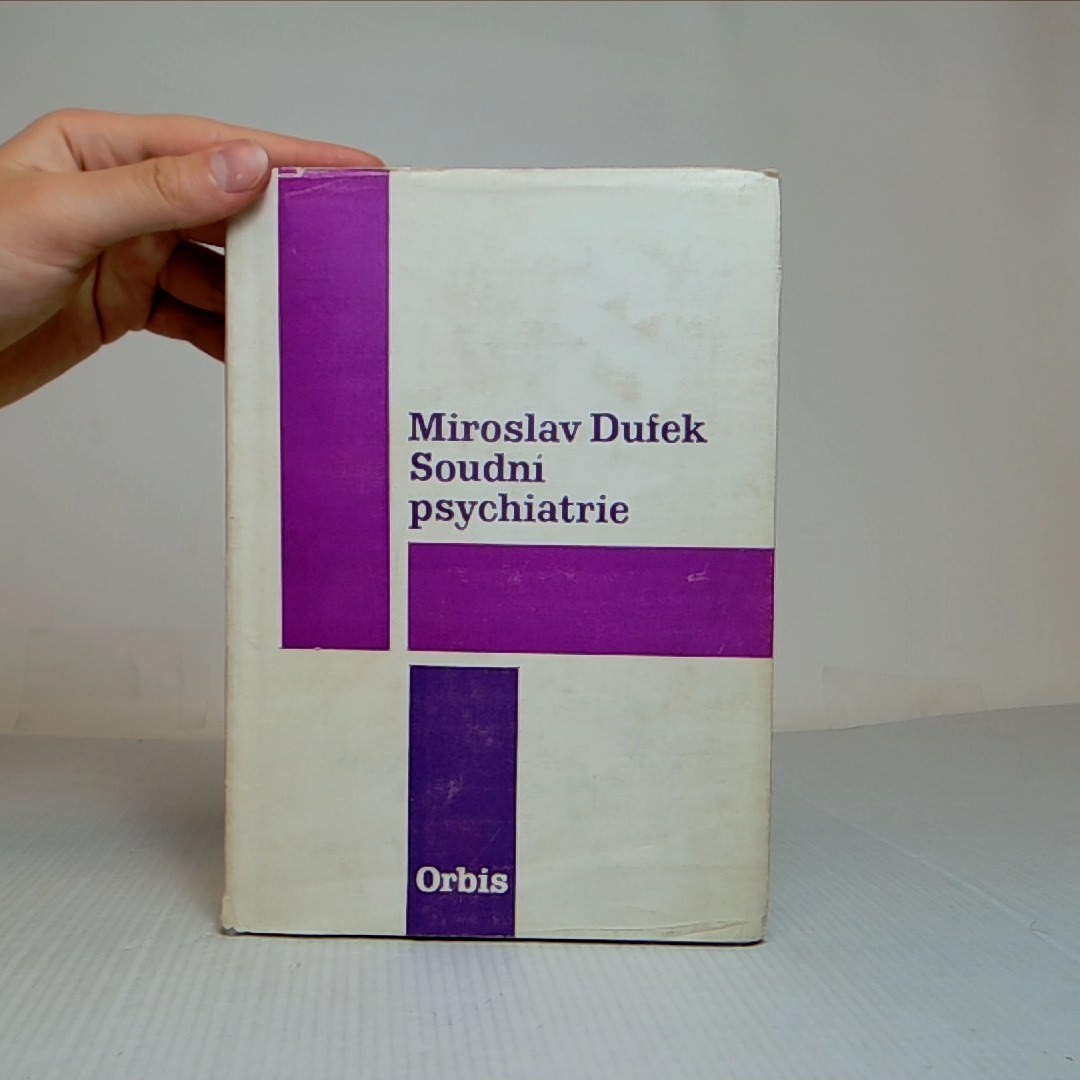 Miroslav Dufek
Soudní
psychiatrie
Orbis